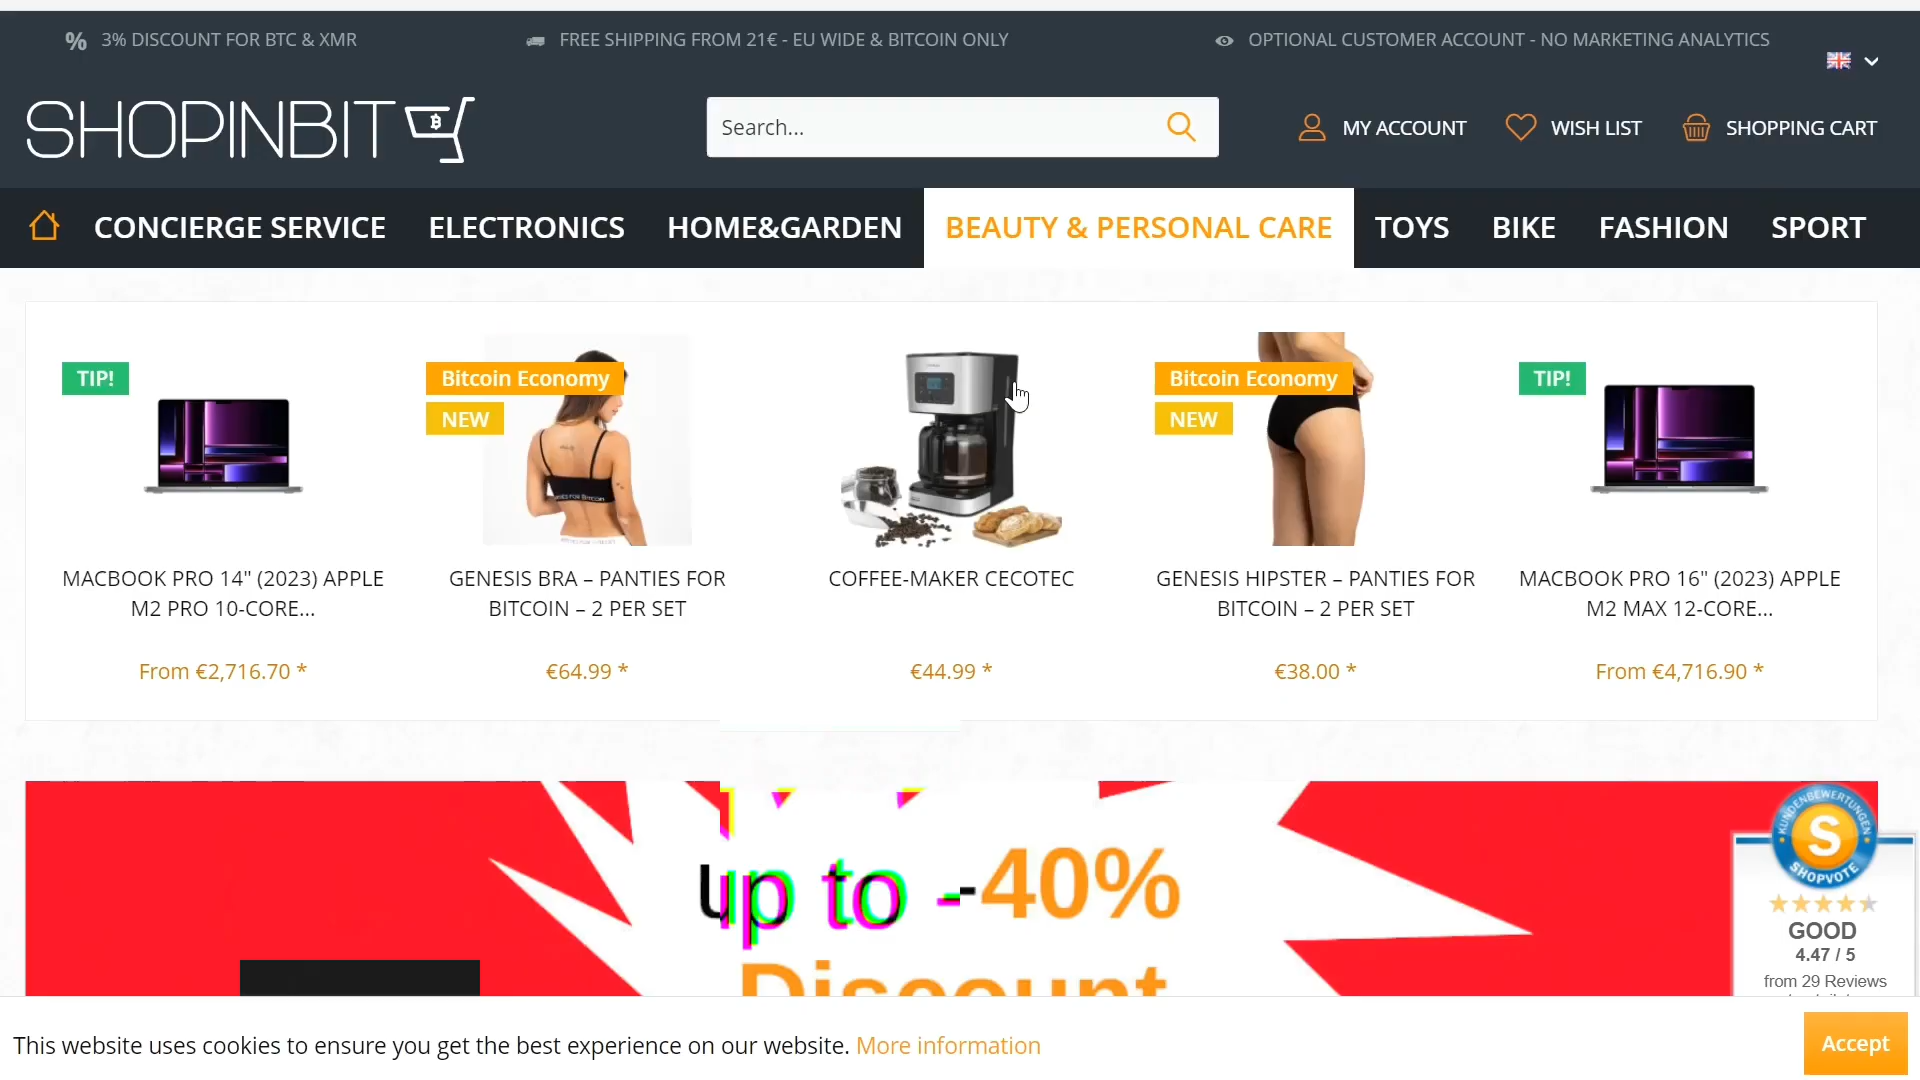 3% DISCOUNT FOR BTC & XMR
FREE SHIPPING FROM 21€ - EU WIDE & BITCOIN ONLY
OPTIONAL CUSTOMER ACCOUNT - NO MARKETING ANALYTICS
SHOPINBIT
Search...
MY ACCOUNT
WISH LIST
SHOPPING CART
CONCIERGE SERVICE
ELECTRONICS
HOME&GARDEN
BEAUTY & PERSONAL CARE
TOYS
BIKE
FASHION
SPORT
TIP!
MACBOOK PRO 14" (2023) APPLE
M2 PRO 10-CORE...
From €2,716.70 *
Bitcoin Economy
NEW
GENESIS BRA – PANTIES FOR
BITCOIN – 2 PER SET
€64.99 *
COFFEE-MAKER CECOTEC
€44.99 *
Bitcoin Economy
NEW
GENESIS HIPSTER – PANTIES FOR
BITCOIN – 2 PER SET
€38.00 *
TIP!
MACBOOK PRO 16" (2023) APPLE
M2 MAX 12-CORE...
From €4,716.90 *
up to -40%
Discount
KUNDENBEWERTUNGEN
S
SHOPVOTE
GOOD
4.47 / 5
from 29 Reviews
This website uses cookies to ensure you get the best experience on our website. More information
Accept